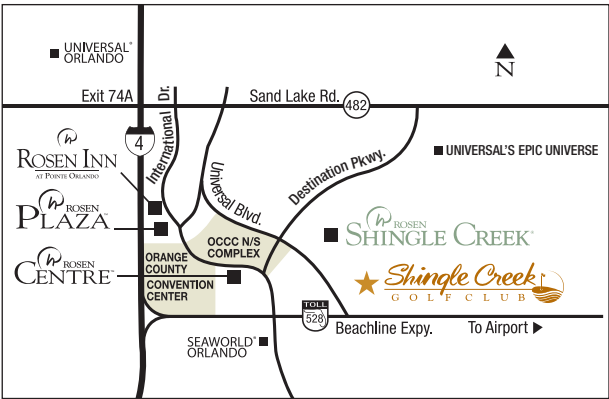 UNIVERSAL®
ORLANDO
N
Exit 74A
International Dr.
Sand Lake Rd.
482
4
ROSEN INN
AT POINTE ORLANDO
Universal Blvd.
Destination Pkwy.
UNIVERSAL'S EPIC UNIVERSE
ROSEN
PLAZA™
ROSEN
SHINGLE CREEK®
OCCC N/S
COMPLEX
ROSEN
CENTRE™
ORANGE
COUNTY
CONVENTION
CENTER
Shingle Creek
GOLF CLUB
TOLL
528
Beachline Expy.
To Airport ▶
SEAWORLD®
ORLANDO